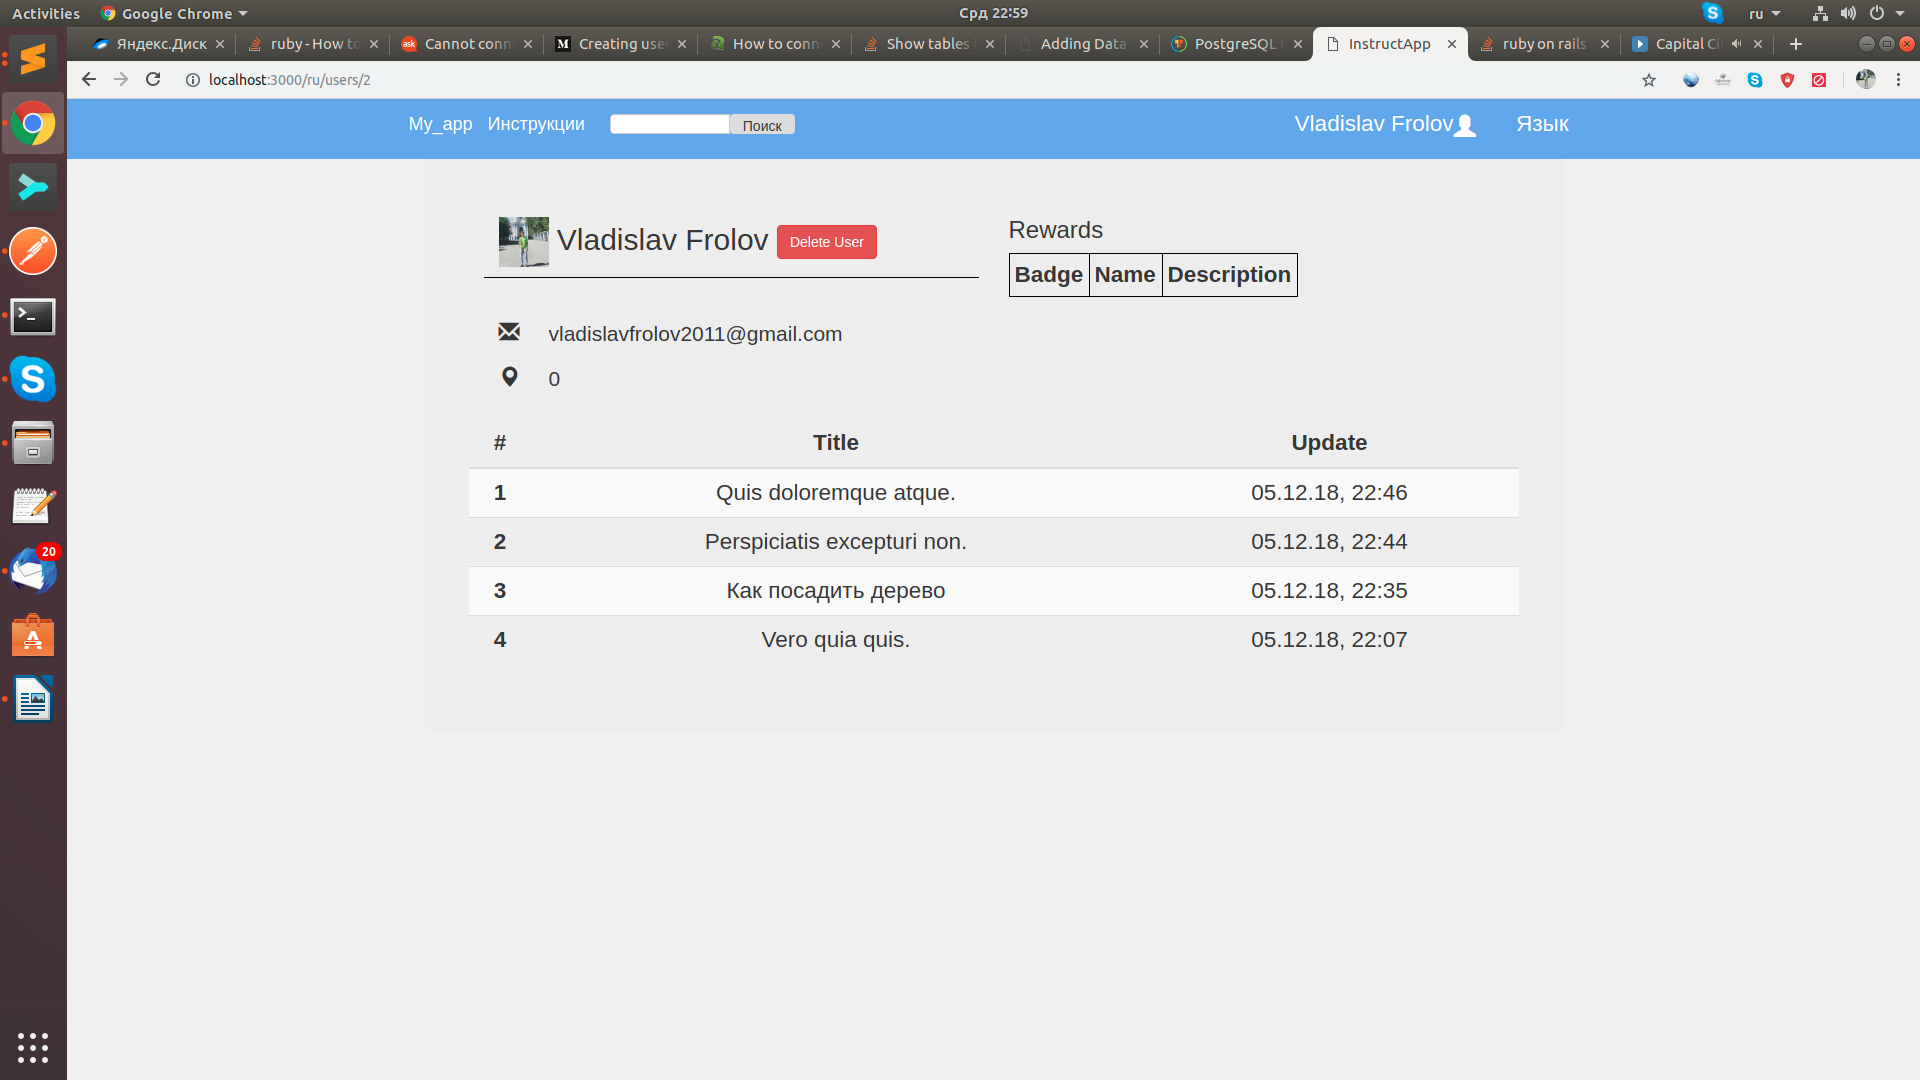 Activities Google Chrome Срд 22:59 ru
Яндекс.Диск ruby - How to Cannot conn Creating use How to conn Show tables i Adding Data PostgreSQL InstructApp ruby on rails Capital Ci
localhost:3000/ru/users/2
My_app Инструкции Поиск Vladislav Frolov Язык
Vladislav Frolov Delete User
Rewards
Badge Name Description
vladislavfrolov2011@gmail.com
0
# Title Update
1 Quis doloremque atque. 05.12.18, 22:46
2 Perspiciatis excepturi non. 05.12.18, 22:44
3 Как посадить дерево 05.12.18, 22:35
4 Vero quia quis. 05.12.18, 22:07
20